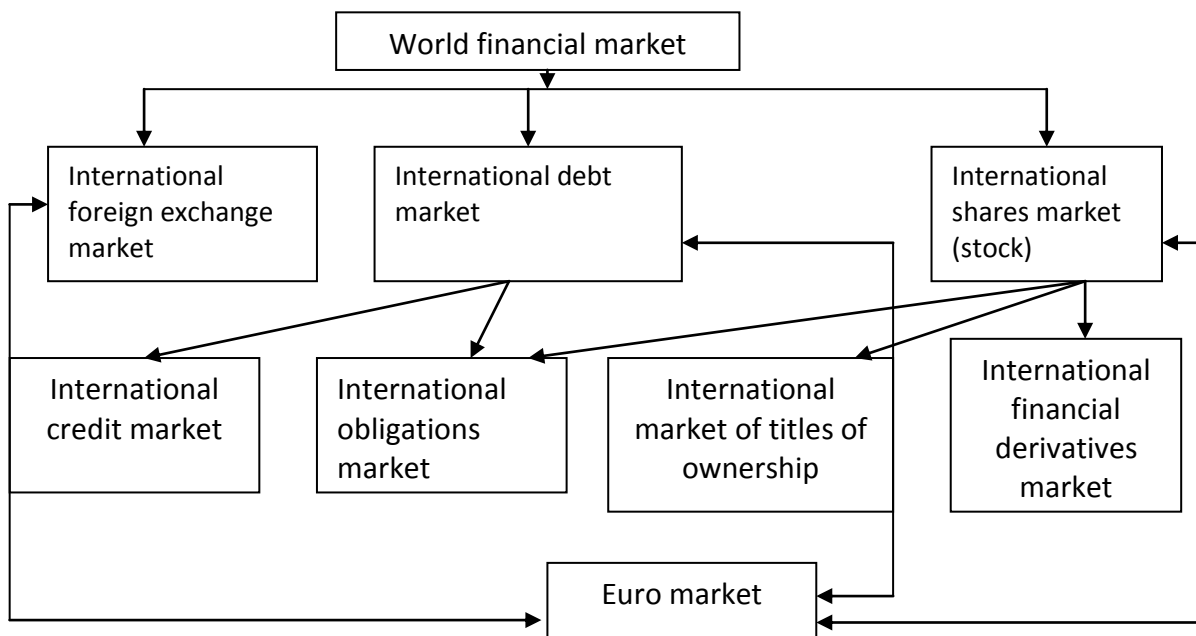 World financial market
International
foreign exchange
market
International debt
market
International
shares market
(stock)
International
credit market
International
obligations
market
International
market of titles of
ownership
International
financial
derivatives
market
Euro market